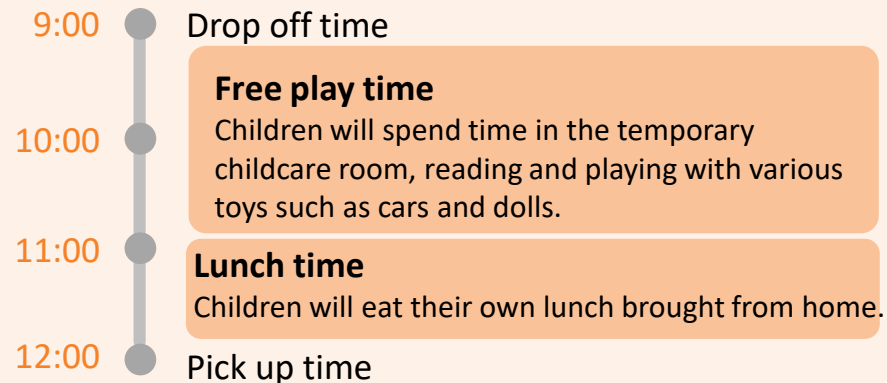 9:00 Drop off time
Free play time
10:00 Children will spend time in the temporary
childcare room, reading and playing with various
toys such as cars and dolls.
11:00 Lunch time
Children will eat their own lunch brought from home.
12:00 Pick up time